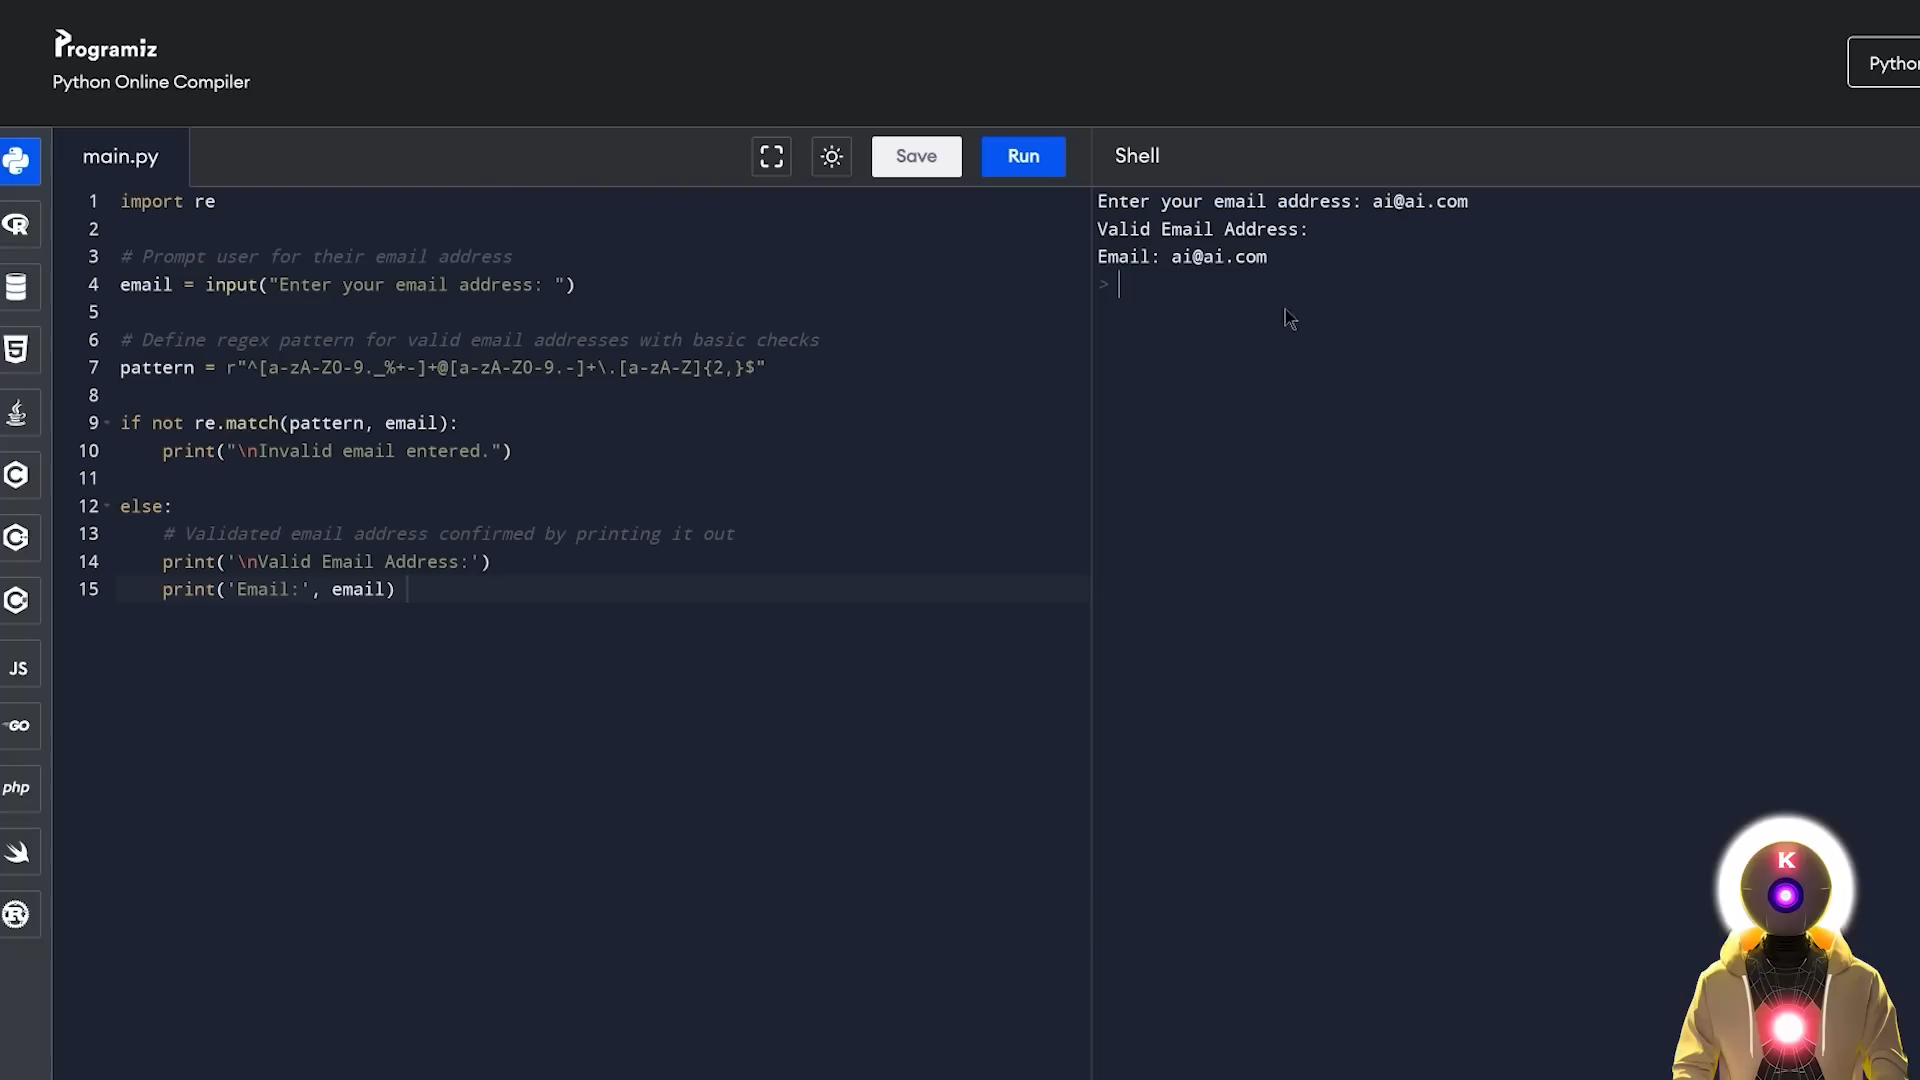 Programiz
Python Online Compiler
Pytho
main.py
Save
Run
Shell
1 import re
2
3 # Prompt user for their email address
4 email = input("Enter your email address: ")
5
6 # Define regex pattern for valid email addresses with basic checks
7 pattern = r"^[a-zA-Z0-9._%+-]+@[a-zA-Z0-9.-]+\.[a-zA-Z]{2,}$"
8
9 if not re.match(pattern, email):
10     print("\nInvalid email entered.")
11
12 else:
13     # Validated email address confirmed by printing it out
14     print('\nValid Email Address:')
15     print('Email:', email)
Enter your email address: ai@ai.com
Valid Email Address:
Email: ai@ai.com
>
R
5
C
C
C
JS
GO
php
R
K